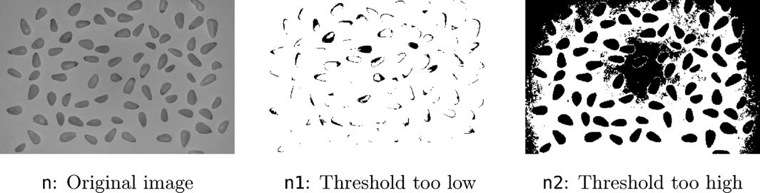 n: Original image
n1: Threshold too low
n2: Threshold too high